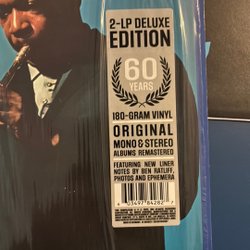 2-LP DELUXE
EDITION
60
YEARS
180-GRAM VINYL
ORIGINAL
MONO & STEREO
ALBUMS REMASTERED
FEATURING NEW LINER
NOTES BY BEN RATLIFF,
PHOTOS AND EPHEMERA